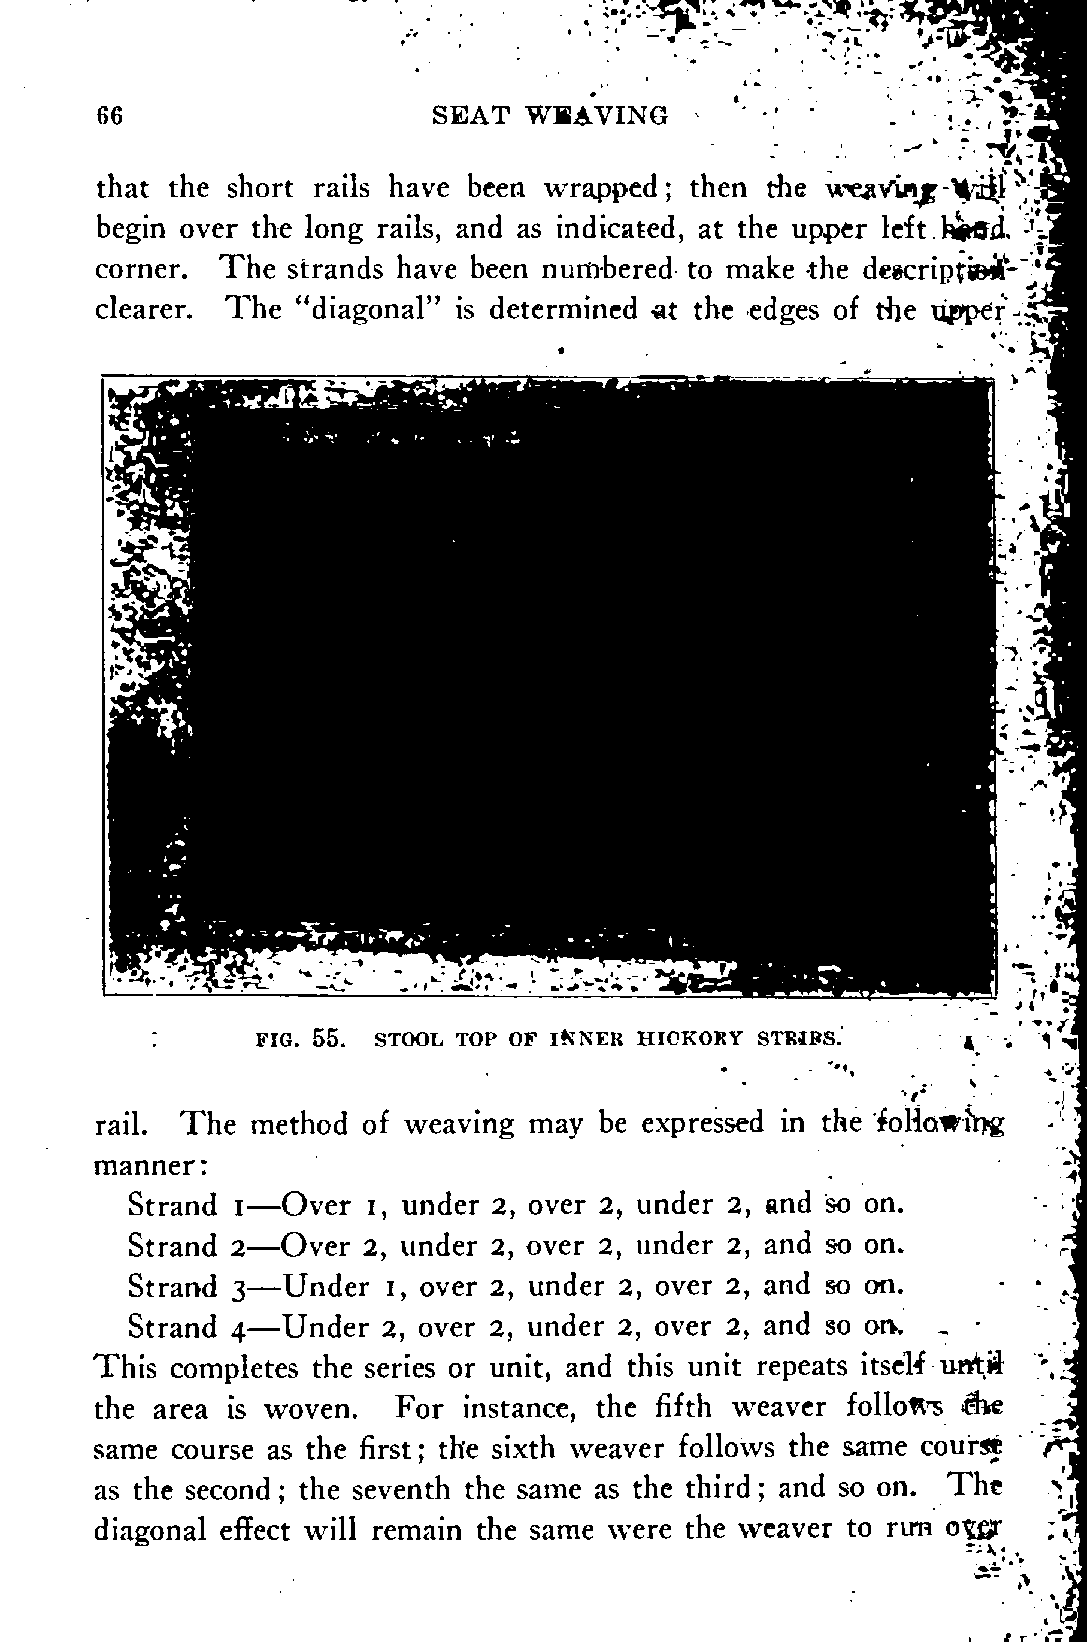 66 SEAT WEAVING
that the short rails have been wrapped; then the weaving will
begin over the long rails, and as indicated, at the upper left hand
corner. The strands have been numbered to make the description
clearer. The "diagonal" is determined at the edges of the upper
FIG. 55. STOOL TOP OF INNER HICKORY STRIPS.
rail. The method of weaving may be expressed in the following
manner:
Strand 1—Over 1, under 2, over 2, under 2, and so on.
Strand 2—Over 2, under 2, over 2, under 2, and so on.
Strand 3—Under 1, over 2, under 2, over 2, and so on.
Strand 4—Under 2, over 2, under 2, over 2, and so on.
This completes the series or unit, and this unit repeats itself until
the area is woven. For instance, the fifth weaver follows the
same course as the first; the sixth weaver follows the same course
as the second; the seventh the same as the third; and so on. The
diagonal effect will remain the same were the weaver to run over